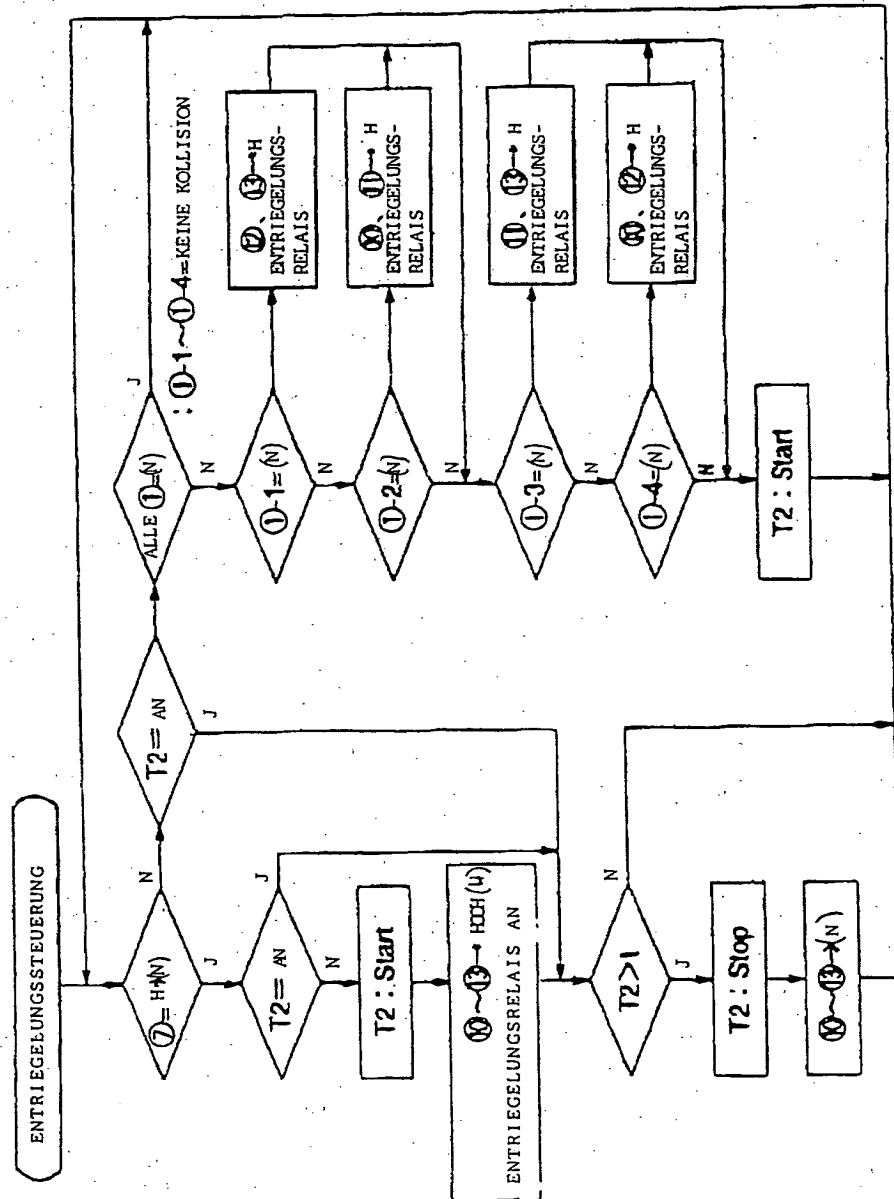 ENTRIEGELUNGSSTEUERUNG
⑦=H→(N)
N
J
T2= AN
J
N
T2 : Start
⑩~⑬→ HOCH(H)
ENTRIEGELUNGSRELAIS AN
T2>1
N
J
T2 : Stop
⑩~⑬→(N)
T2= AN
J
ALLE ①=(N)
J
: ①-1~①-4=KEINE KOLLISION
N
①-1=(N)
N
⑫、⑬→ H
ENTRIEGELUNGS-
RELAIS
①-2=(N)
N
⑩、⑪→ H
ENTRIEGELUNGS-
RELAIS
①-3=(N)
N
⑪、⑬→ H
ENTRIEGELUNGS-
RELAIS
①-4=(N)
N
⑩、⑫→ H
ENTRIEGELUNGS-
RELAIS
T2 : Start